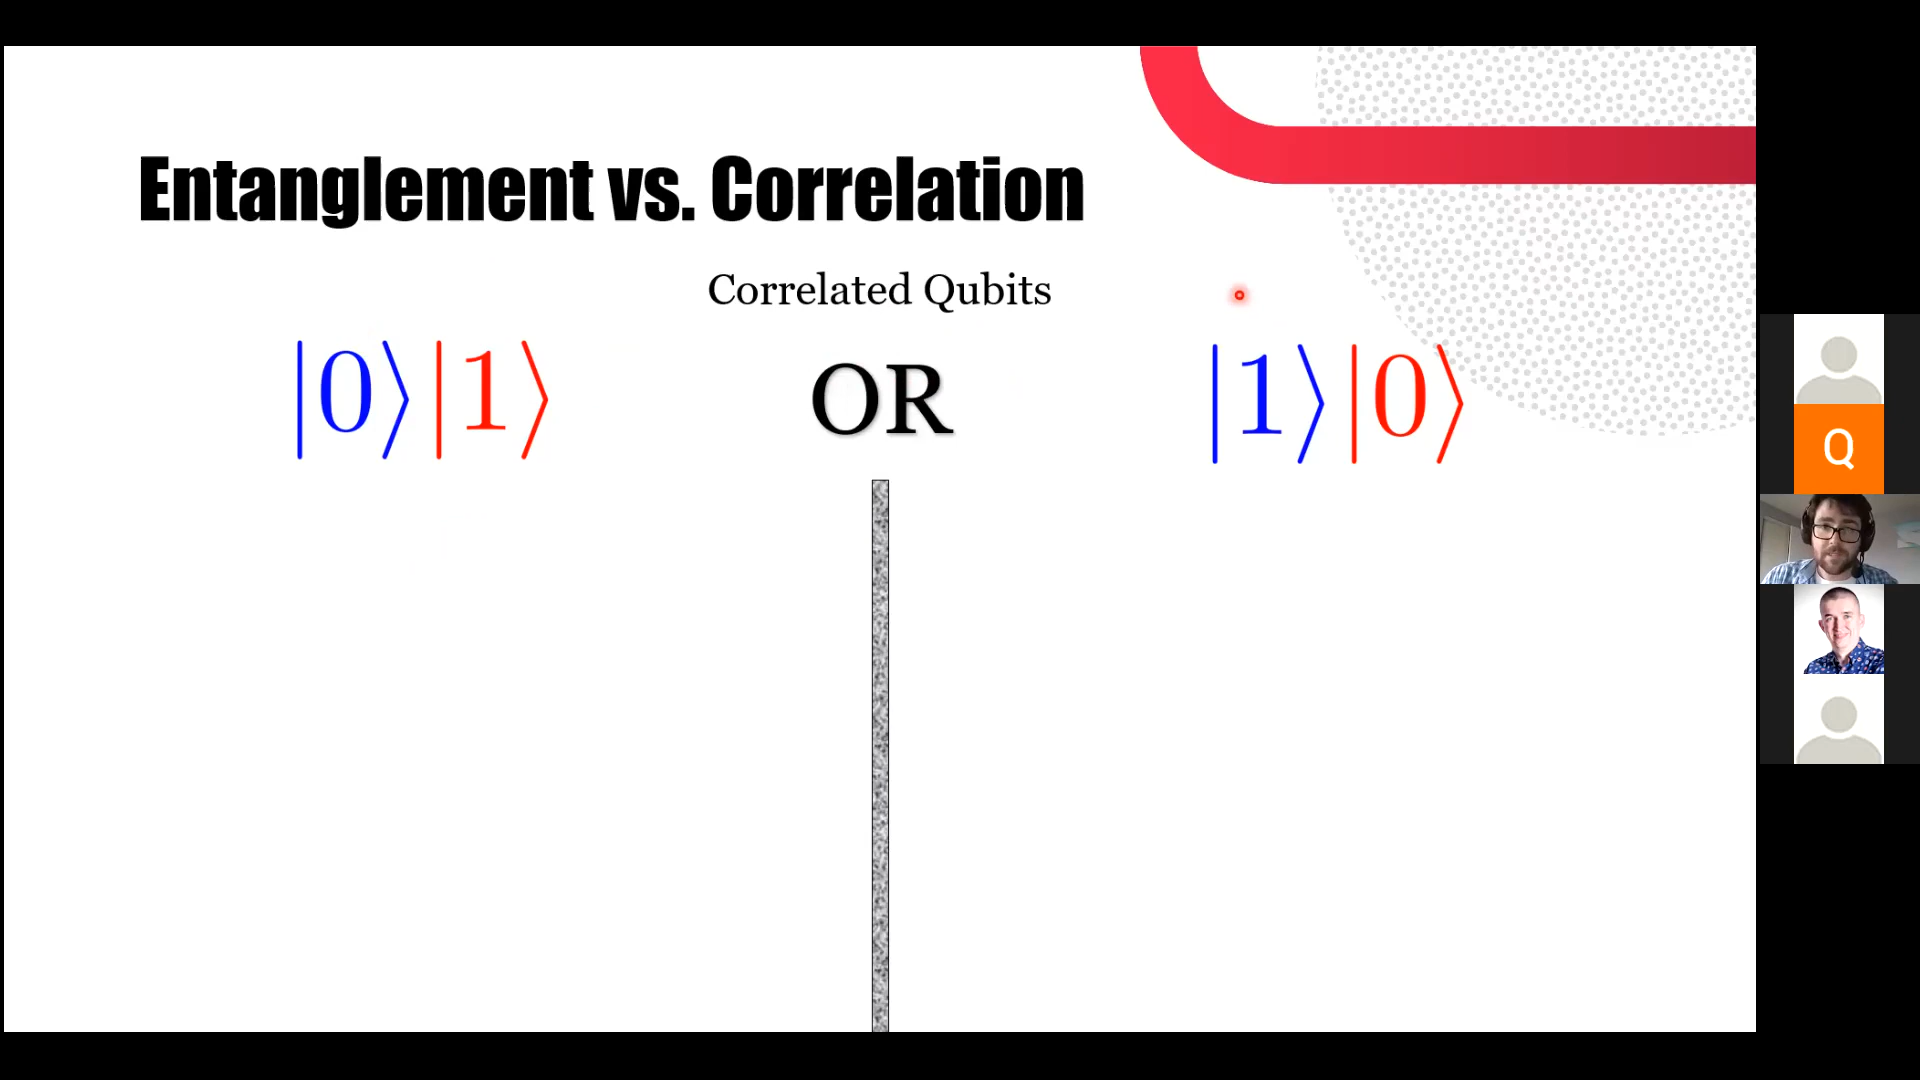 Entanglement vs. Correlation
Correlated Qubits
|0⟩|1⟩ OR |1⟩|0⟩
Q